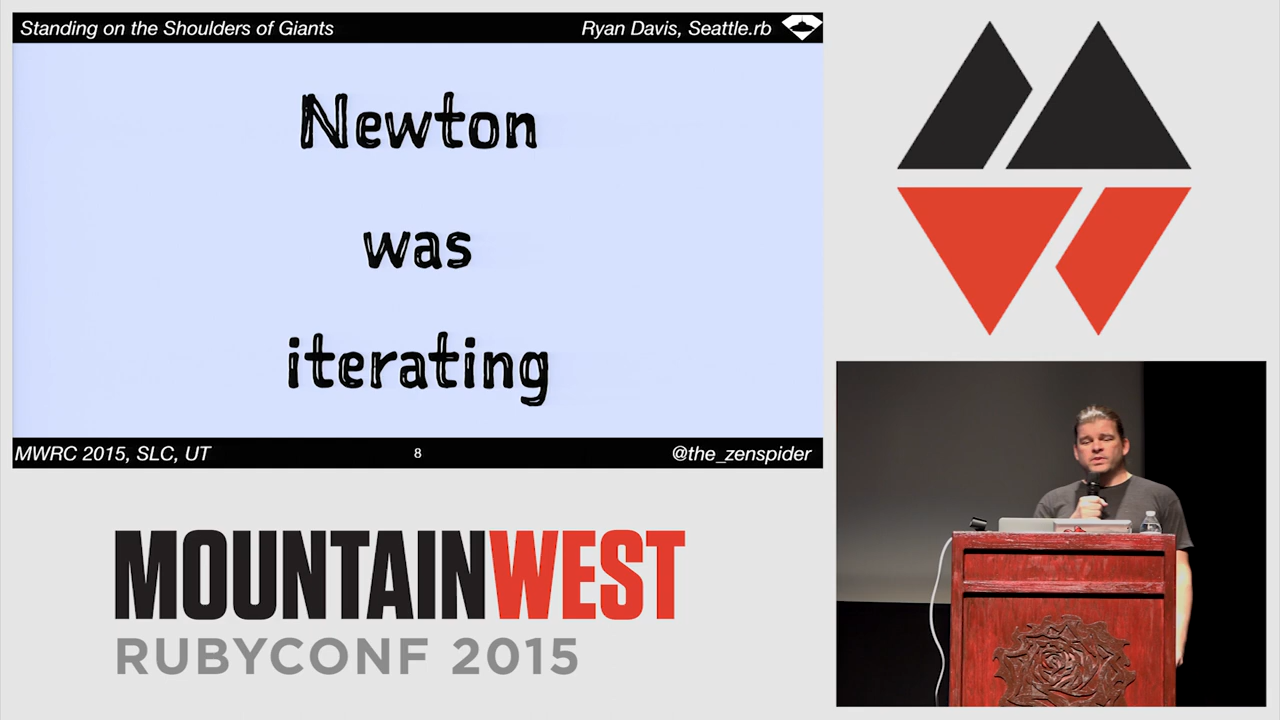 Standing on the Shoulders of Giants
Ryan Davis, Seattle.rb
Newton
was
iterating
MWRC 2015, SLC, UT
8
@the_zenspider
MOUNTAINWEST
RUBYCONF 2015